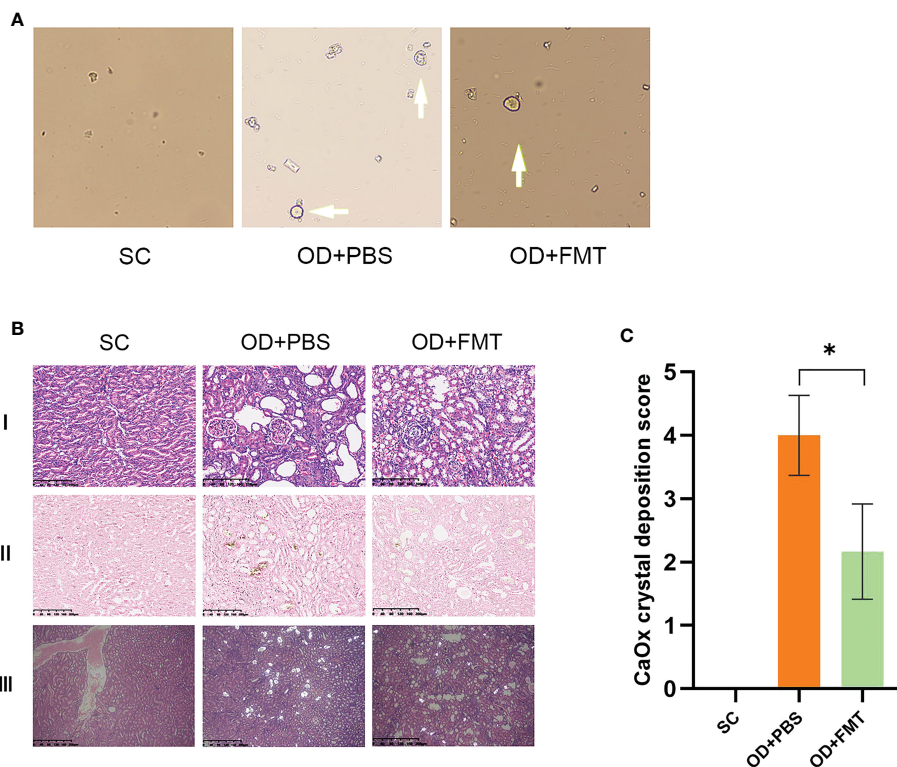 A
SC
OD+PBS
OD+FMT
B
SC
OD+PBS
OD+FMT
I
II
III
C
*
5
4
3
2
1
0
CaOx crystal deposition score
SC
OD+PBS
OD+FMT